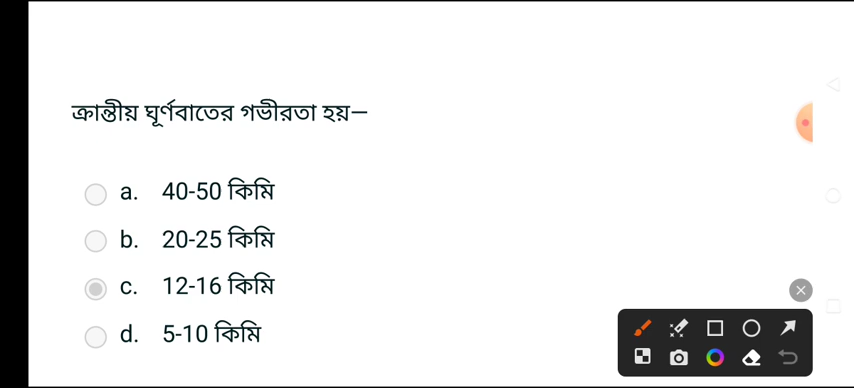 ক্রান্তীয় ঘূর্ণবাতের গভীরতা হয়—
a. 40-50 কিমি
b. 20-25 কিমি
c. 12-16 কিমি
d. 5-10 কিমি